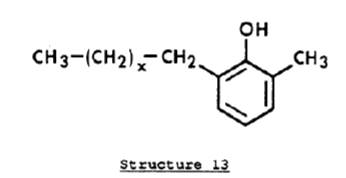 OH
CH3-(CH2)x-CH2
CH3
Structure 13